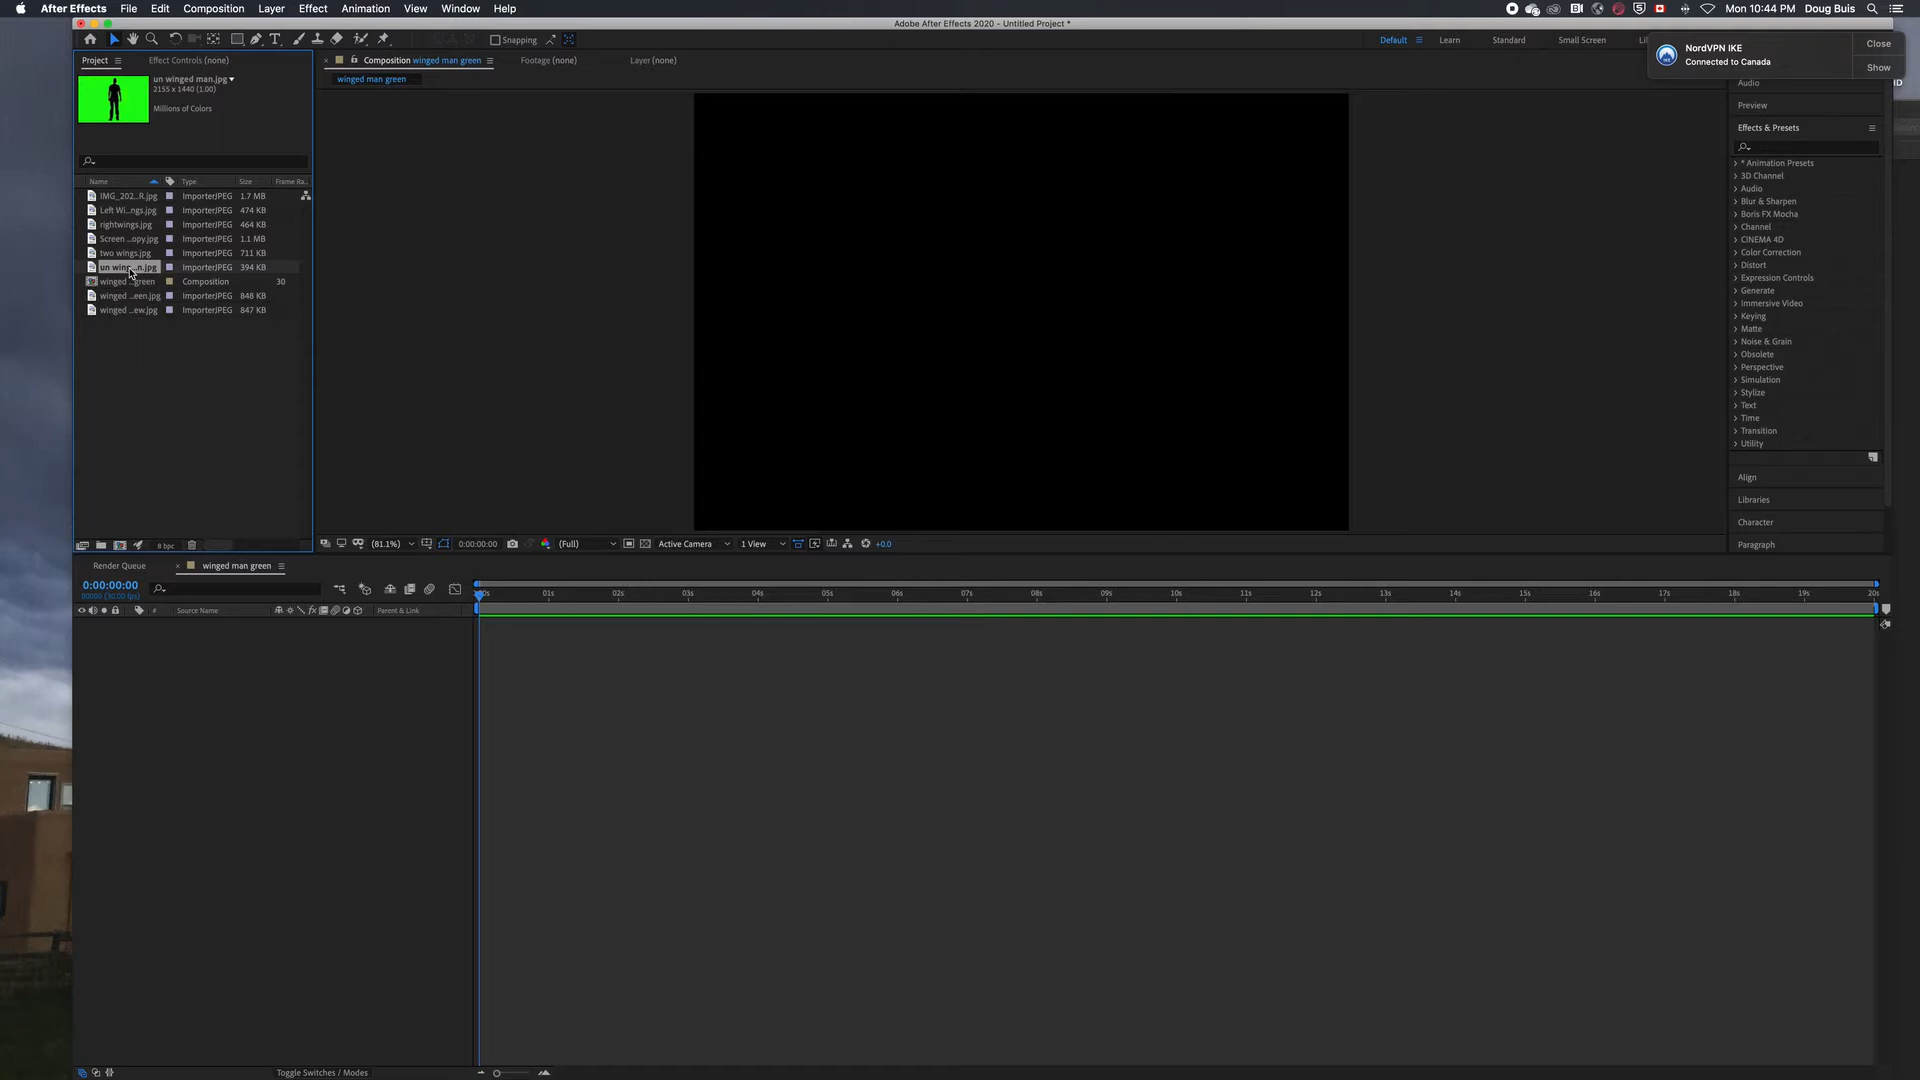 After Effects File Edit Composition Layer Effect Animation View Window Help
Mon 10:44 PM Doug Buis
Adobe After Effects 2020 - Untitled Project *
Snapping
Default Learn Standard Small Screen
NordVPN IKE
Connected to Canada
Close
Show
Project Effect Controls (none)
un winged man.jpg
2155 x 1440 (1.00)
Millions of Colors
Name Type Size Frame Ra...
IMG_202...R.jpg ImporterJPEG 1.7 MB
Left Wi...ngs.jpg ImporterJPEG 474 KB
rightwings.jpg ImporterJPEG 464 KB
Screen ...opy.jpg ImporterJPEG 1.1 MB
two wings.jpg ImporterJPEG 711 KB
un wing...n.jpg ImporterJPEG 394 KB
winged ...green Composition 30
winged ...een.jpg ImporterJPEG 848 KB
winged ...ew.jpg ImporterJPEG 847 KB
8 bpc
Composition winged man green Footage (none) Layer (none)
winged man green
(81.1%) 0:00:00:00 (Full) Active Camera 1 View +0.0
Audio
Preview
Effects & Presets
* Animation Presets
3D Channel
Audio
Blur & Sharpen
Boris FX Mocha
Channel
CINEMA 4D
Color Correction
Distort
Expression Controls
Generate
Immersive Video
Keying
Matte
Noise & Grain
Obsolete
Perspective
Simulation
Stylize
Text
Time
Transition
Utility
Align
Libraries
Character
Paragraph
Render Queue winged man green
0:00:00:00
00000 (30.00 fps)
# Source Name Parent & Link
01s 02s 03s 04s 05s 06s 07s 08s 09s 10s 11s 12s 13s 14s 15s 16s 17s 18s 19s 20s
Toggle Switches / Modes